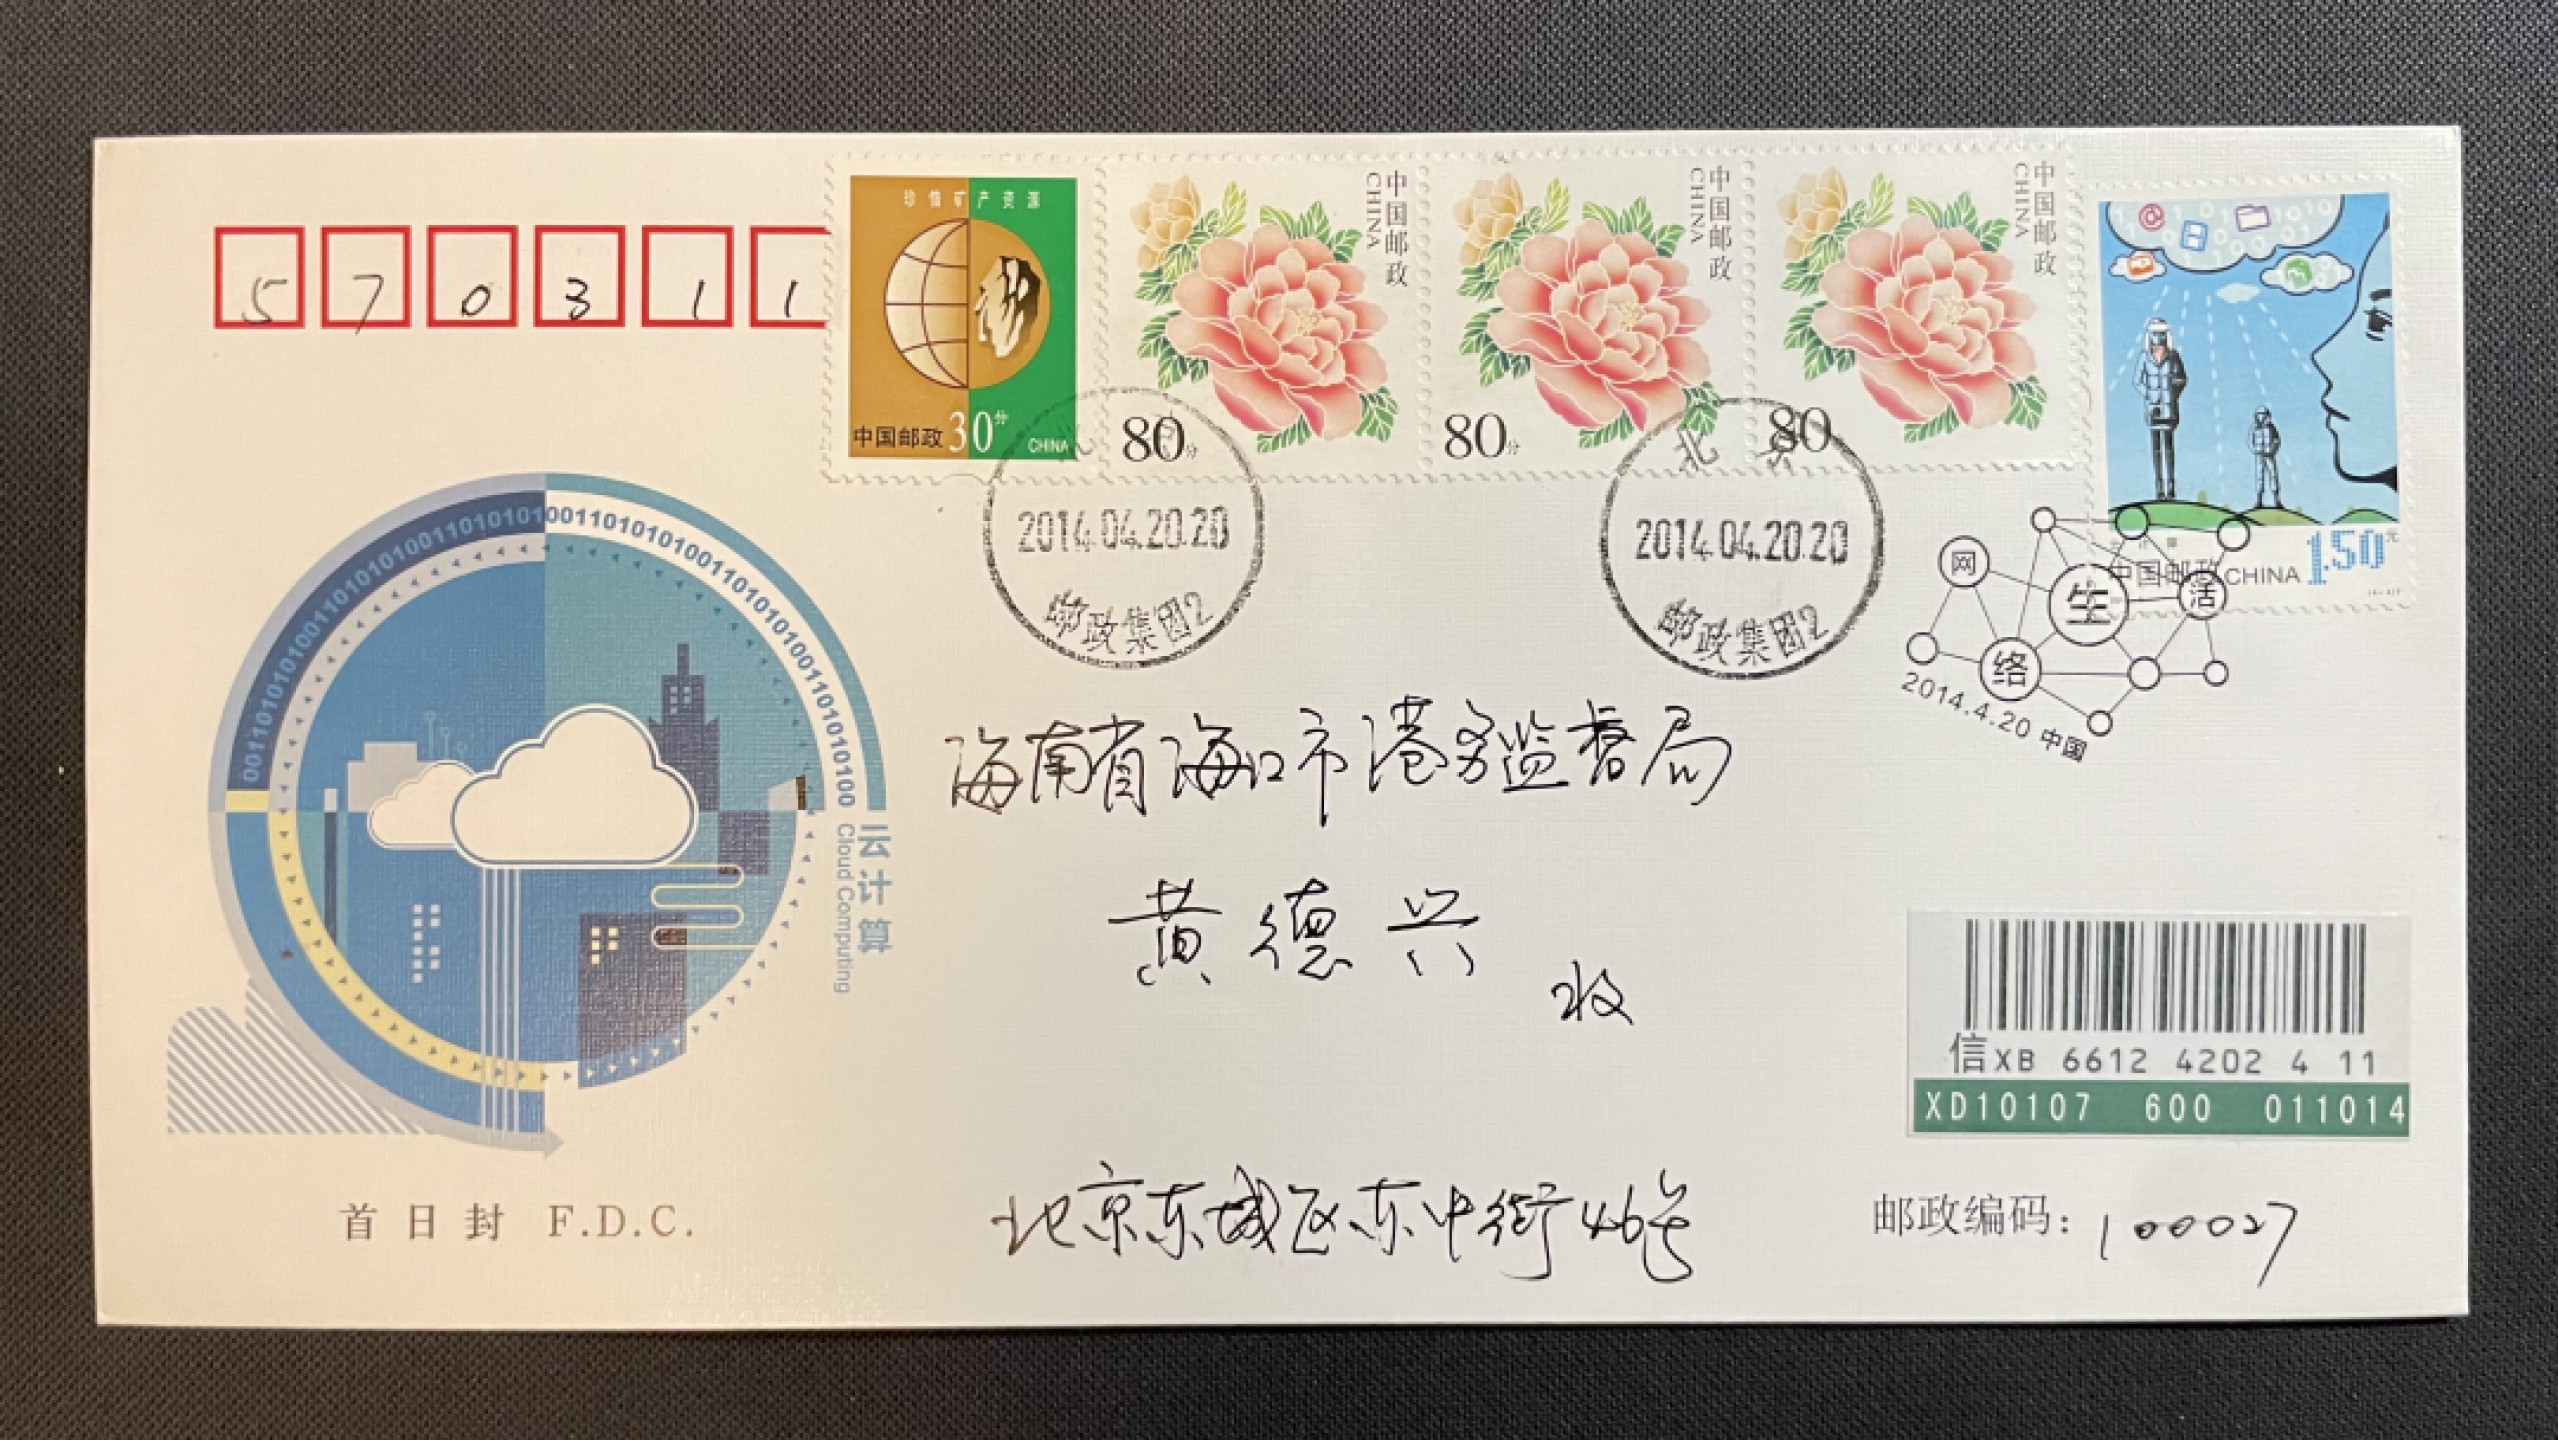 570311
珍惜矿产资源
中国邮政 30分 CHINA
中国邮政
CHINA
80分
中国邮政
CHINA
80分
中国邮政
CHINA
80
1.50元
中国邮政 CHINA
北京
2014.04.20.20
邮政集团2
北京
2014.04.20.20
邮政集团2
网络生活
2014.4.20 中国
海南省海口市港务监督局
黄德兴
收
云计算
Cloud Computing
信 XB 6612 4202 4 11
XD10107 600 011014
首日封 F.D.C.
北京东城区东中街46号
邮政编码：100027